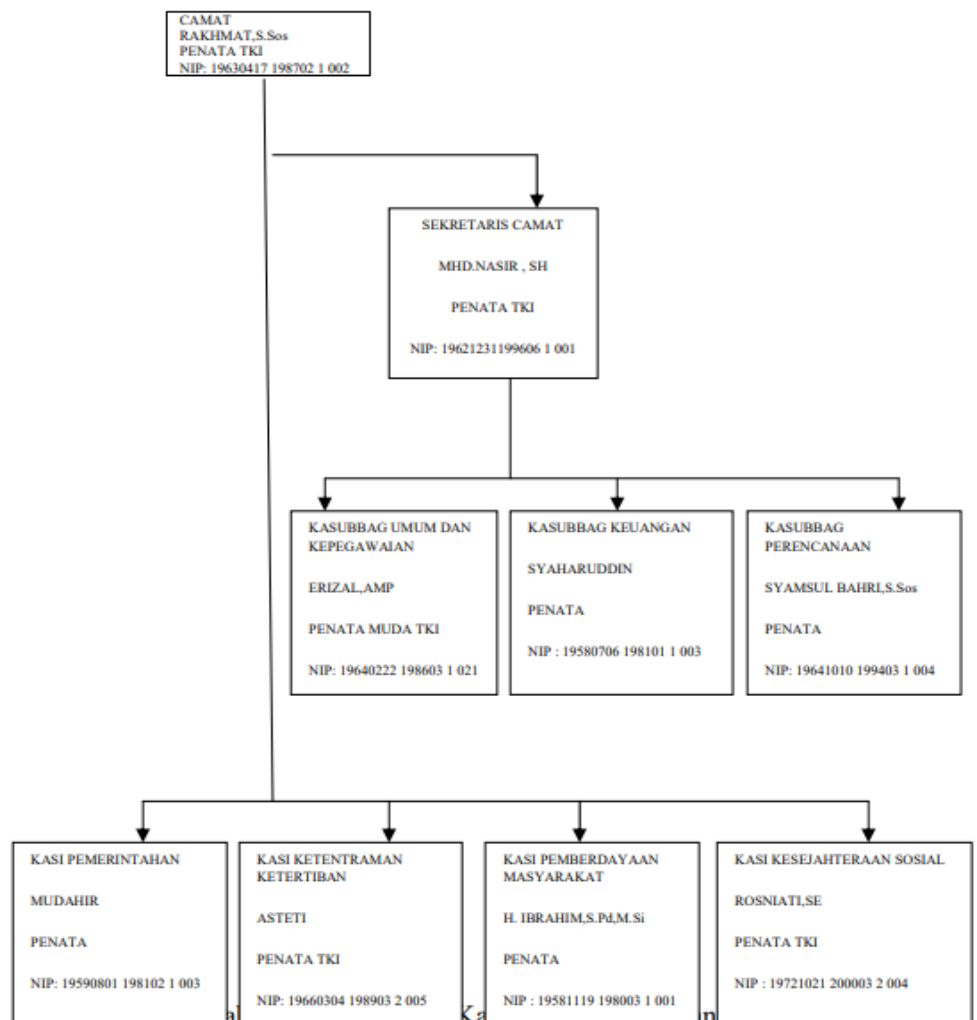 CAMAT
RAKHMAT,S.Sos
PENATA TKI
NIP: 19630417 198702 1 002
SEKRETARIS CAMAT
MHD.NASIR , SH
PENATA TKI
NIP: 19621231199606 1 001
KASUBBAG UMUM DAN
KEPEGAWAIAN
ERIZAL,AMP
PENATA MUDA TKI
NIP: 19640222 198603 1 021
KASUBBAG KEUANGAN
SYAHARUDDIN
PENATA
NIP : 19580706 198101 1 003
KASUBBAG
PERENCANAAN
SYAMSUL BAHRI,S.Sos
PENATA
NIP: 19641010 199403 1 004
KASI PEMERINTAHAN
MUDAHIR
PENATA
NIP: 19590801 198102 1 003
KASI KETENTRAMAN
KETERTIBAN
ASTETI
PENATA TKI
NIP: 19660304 198903 2 005
KASI PEMBERDAYAAN
MASYARAKAT
H. IBRAHIM,S.Pd,M.Si
PENATA
NIP : 19581119 198003 1 001
KASI KESEJAHTERAAN SOSIAL
ROSNIATI,SE
PENATA TKI
NIP : 19721021 200003 2 004